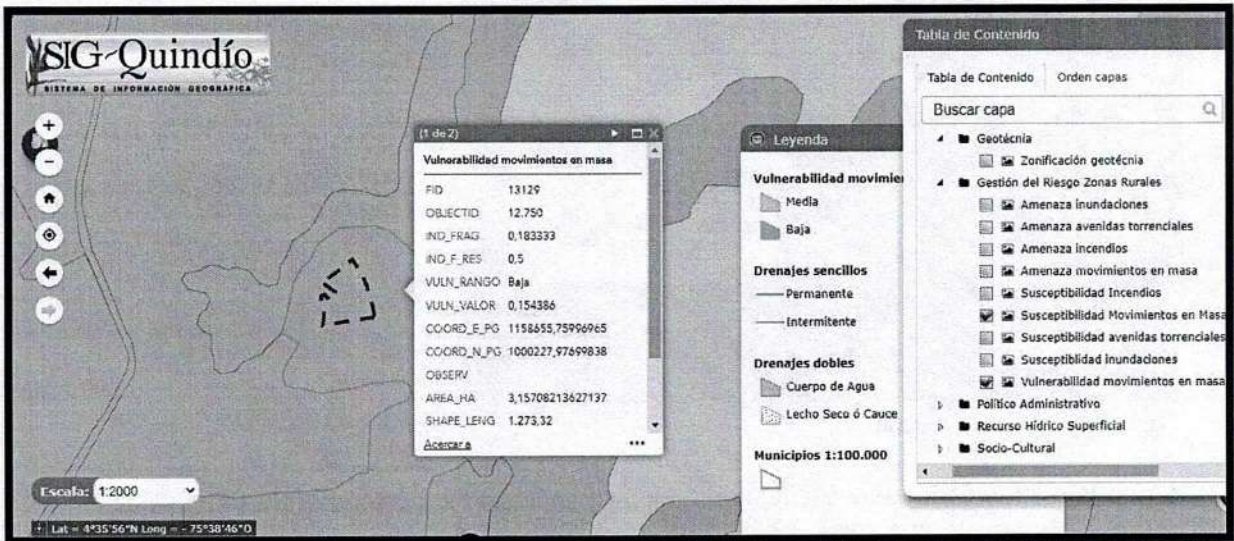 SIG-Quindío
SISTEMA DE INFORMACIÓN GEOGRÁFICA
+
−
Escala: 1:2000
Lat = 4°35'56"N Long = - 75°38'46"O
(1 de 2)
Vulnerabilidad movimientos en masa
FID 13129
OBJECTID 12.750
IND_FRAG 0,183333
IND_F_RES 0,5
VULN_RANGO Baja
VULN_VALOR 0,154386
COORD_E_PG 1158655,75996965
COORD_N_PG 1000227,97699838
OBSERV
AREA_HA 3,15708213627137
SHAPE_LENG 1.273,32
Acercar a
Leyenda
Vulnerabilidad movimie
Media
Baja
Drenajes sencillos
Permanente
Intermitente
Drenajes dobles
Cuerpo de Agua
Lecho Seco ó Cauce
Municipios 1:100.000
Tabla de Contenido
Tabla de Contenido Orden capas
Buscar capa
Geotécnia
Zonificación geotécnia
Gestión del Riesgo Zonas Rurales
Amenaza inundaciones
Amenaza avenidas torrenciales
Amenaza incendios
Amenaza movimientos en masa
Susceptibilidad Incendios
Susceptibilidad Movimientos en Masa
Susceptibilidad avenidas torrenciales
Susceptiblidad inundaciones
Vulnerabilidad movimientos en masa
Político Administrativo
Recurso Hídrico Superficial
Socio-Cultural